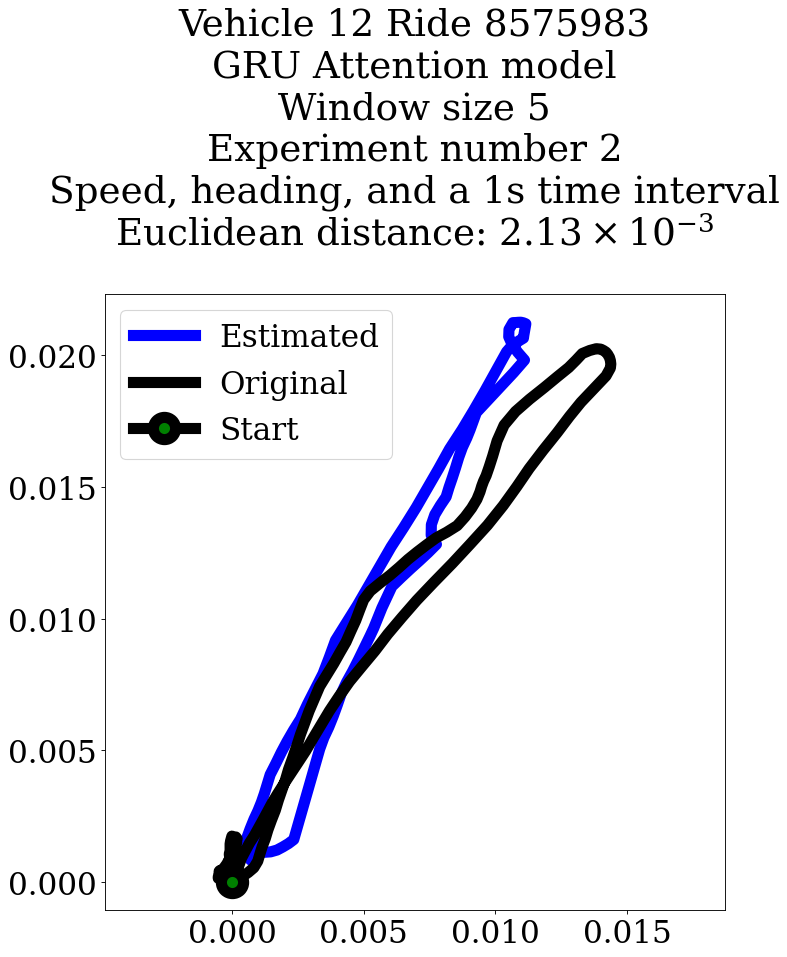 Vehicle 12 Ride 8575983
GRU Attention model
Window size 5
Experiment number 2
Speed, heading, and a 1s time interval
Euclidean distance: 2.13 × 10⁻³
Estimated
Original
Start
0.020
0.015
0.010
0.005
0.000
0.000 0.005 0.010 0.015